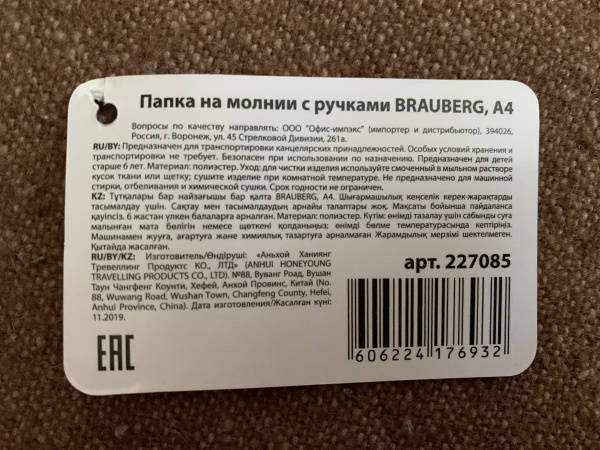 Папка на молнии с ручками BRAUBERG, А4
Вопросы по качеству направлять: ООО "Офис-импэкс" (импортер и дистрибьютор), 394026,
Россия, г. Воронеж, ул. 45 Стрелковой Дивизии, 261а.
RU/BY: Предназначен для транспортировки канцелярских принадлежностей. Особых условий хранения и
транспортировки не требует. Безопасен при использовании по назначению. Предназначен для детей
старше 6 лет. Материал: полиэстер. Уход: для чистки изделия используйте смоченный в мыльном растворе
кусок ткани или щетку; сушите изделие при комнатной температуре. Не предназначено для машинной
стирки, отбеливания и химической сушки. Срок годности не ограничен.
KZ: Тұтқалары бар найзағышы бар қалта BRAUBERG, А4. Шығармашылық кеңселік керек-жарақтарды
тасымалдау үшін. Сақтау мен тасымалдаудың арнайы талаптары жоқ. Мақсаты бойынша пайдаланса
қауіпсіз. 6 жастан үлкен балаларға арналған. Материал: полиэстер. Күтім: өнімді тазалау үшін сабынды суға
малынған мата бөлігін немесе щеткені қолданыңыз; өнімді бөлме температурасында кептіріңіз.
Машинамен жууға, ағартуға және химиялық тазартуға арналмаған Жарамдылық мерзімі шектелмеген.
Қытайда жасалған.
RU/BY/KZ: Изготовитель/Өндіруші: «Аньхой Ханиянг
Тревеллинг Продуктс КО., ЛТД» (ANHUI HONEYOUNG
TRAVELLING PRODUCTS CO., LTD). №88, Вуванг Роад, Вушан
Таун Чангфенг Коунти, Хефей, Анхой Провинс, Китай (No.
88, Wuwang Road, Wushan Town, Changfeng County, Hefei,
Anhui Province, China). Дата изготовления/Жасалған күні:
11.2019.
арт. 227085
EAC
6 06224 176932